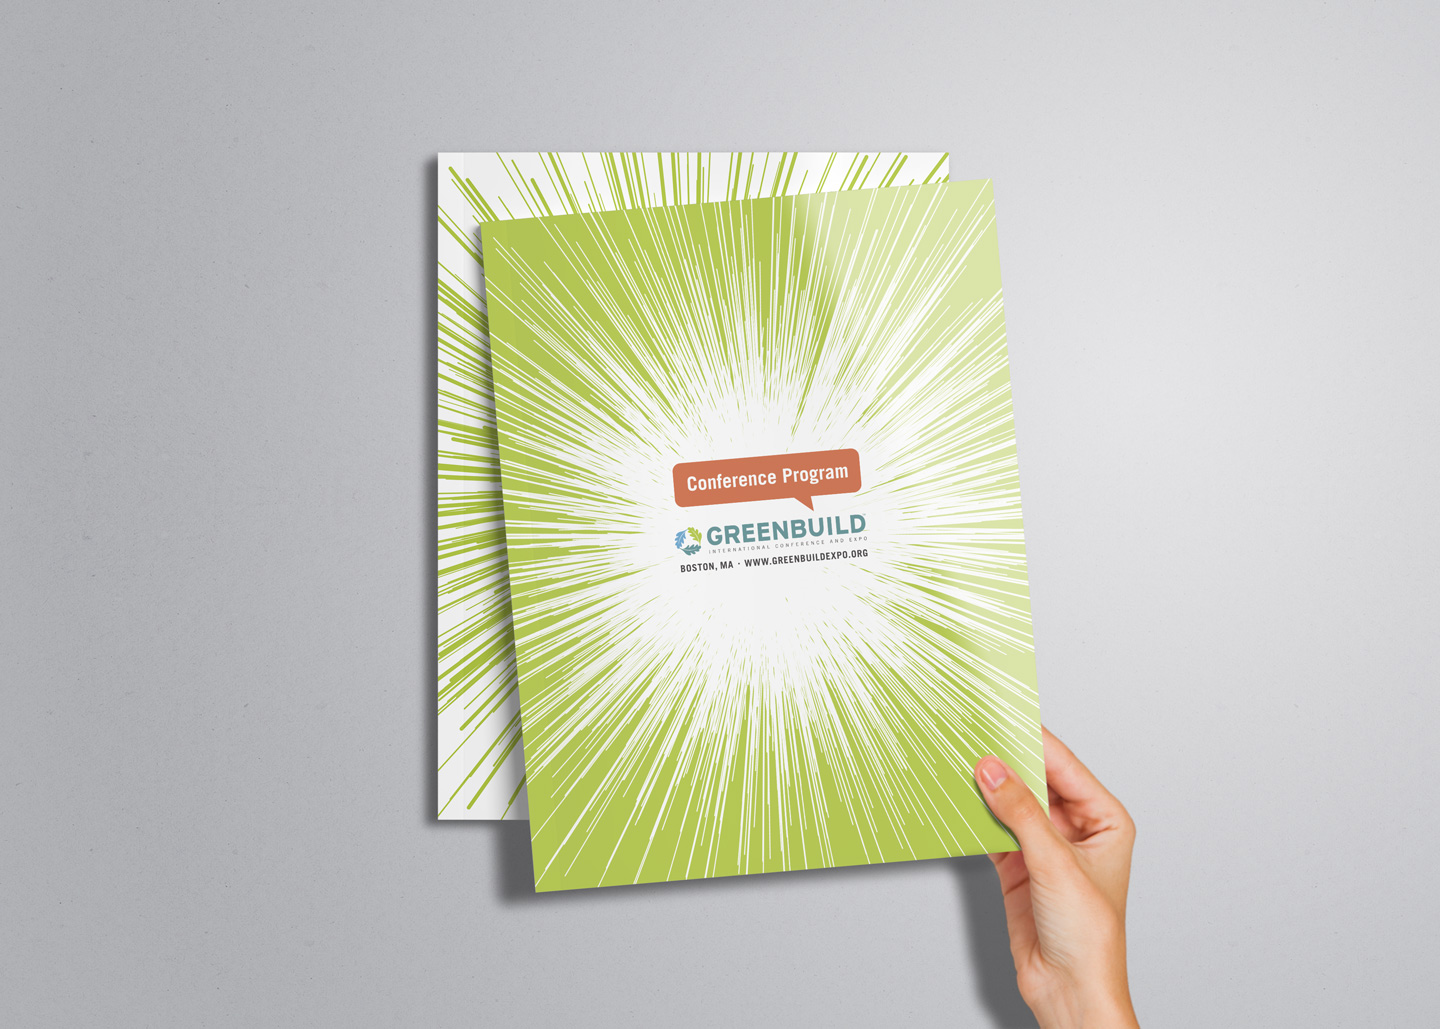 Conference Program
GREENBUILD
INTERNATIONAL CONFERENCE AND EXPO
BOSTON, MA · WWW.GREENBUILDEXPO.ORG